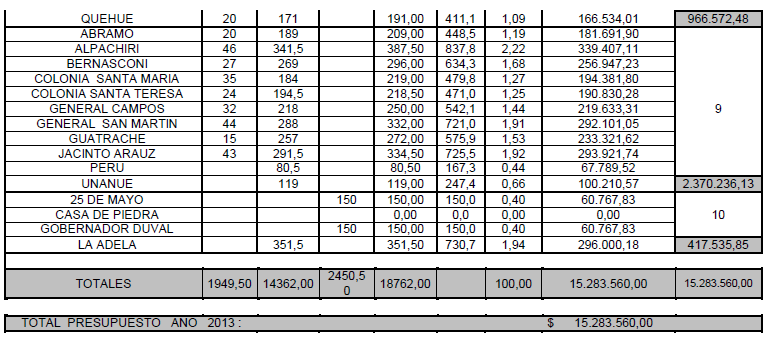 QUEHUE 20 171 191,00 411,1 1,09 166.534,01 966.572,48
ABRAMO 20 189 209,00 448,5 1,19 181.691,90
ALPACHIRI 46 341,5 387,50 837,8 2,22 339.407,11
BERNASCONI 27 269 296,00 634,3 1,68 256.947,23
COLONIA SANTA MARIA 35 184 219,00 479,8 1,27 194.381,80
COLONIA SANTA TERESA 24 194,5 218,50 471,0 1,25 190.830,28
GENERAL CAMPOS 32 218 250,00 542,1 1,44 219.633,31 9
GENERAL SAN MARTIN 44 288 332,00 721,0 1,91 292.101,05
GUATRACHE 15 257 272,00 575,9 1,53 233.321,62
JACINTO ARAUZ 43 291,5 334,50 725,5 1,92 293.921,74
PERU 80,5 80,50 167,3 0,44 67.789,52
UNANUE 119 119,00 247,4 0,66 100.210,57 2.370.236,13
25 DE MAYO 150 150,00 150,0 0,40 60.767,83
CASA DE PIEDRA 0,00 0,0 0,00 0,00 10
GOBERNADOR DUVAL 150 150,00 150,0 0,40 60.767,83
LA ADELA 351,5 351,50 730,7 1,94 296.000,18 417.535,85
TOTALES 1949,50 14362,00 2450,50 18762,00 100,00 15.283.560,00 15.283.560,00
TOTAL PRESUPUESTO AÑO 2013 : $ 15.283.560,00